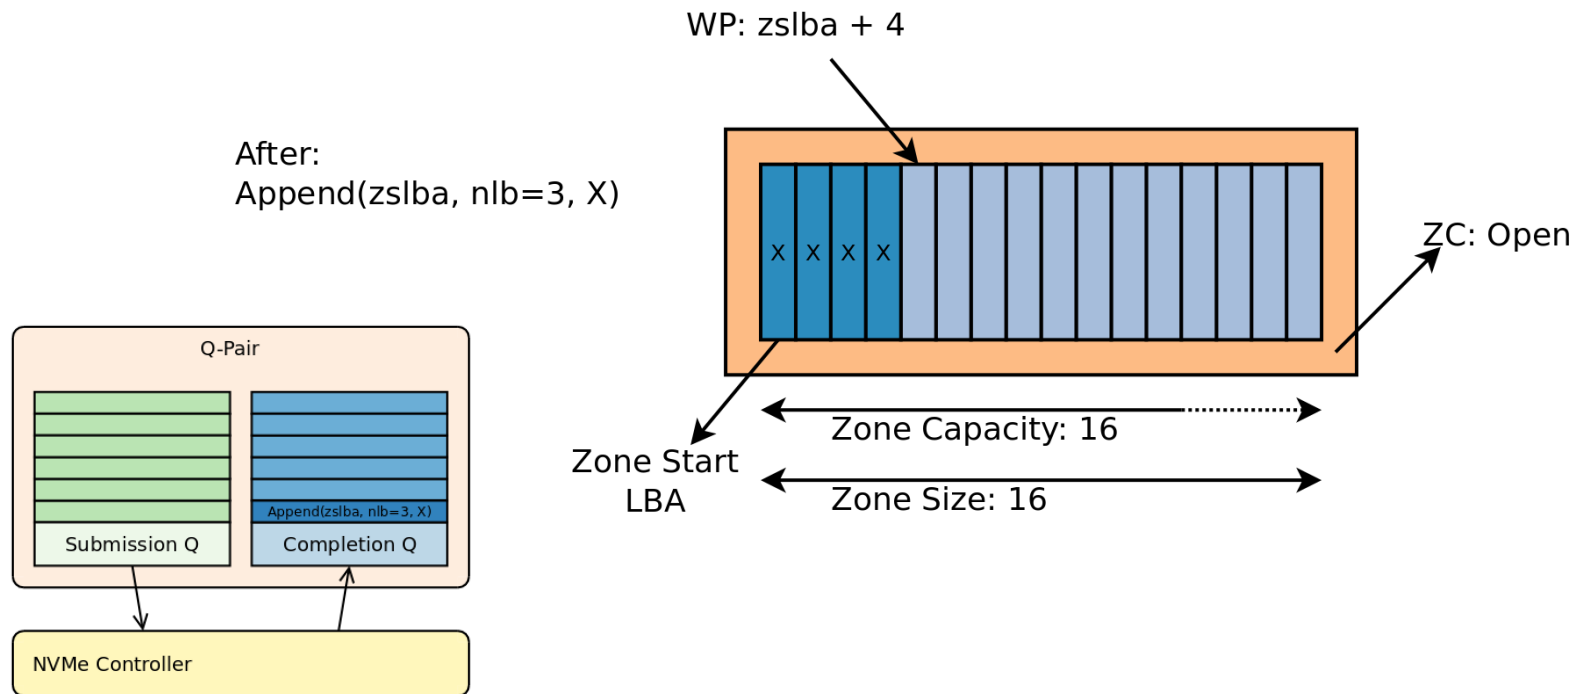 WP: zslba + 4
After:
Append(zslba, nlb=3, X)
X X X X
ZC: Open
Zone Capacity: 16
Zone Start
LBA
Zone Size: 16
Q-Pair
Append(zslba, nlb=3, X)
Submission Q
Completion Q
NVMe Controller